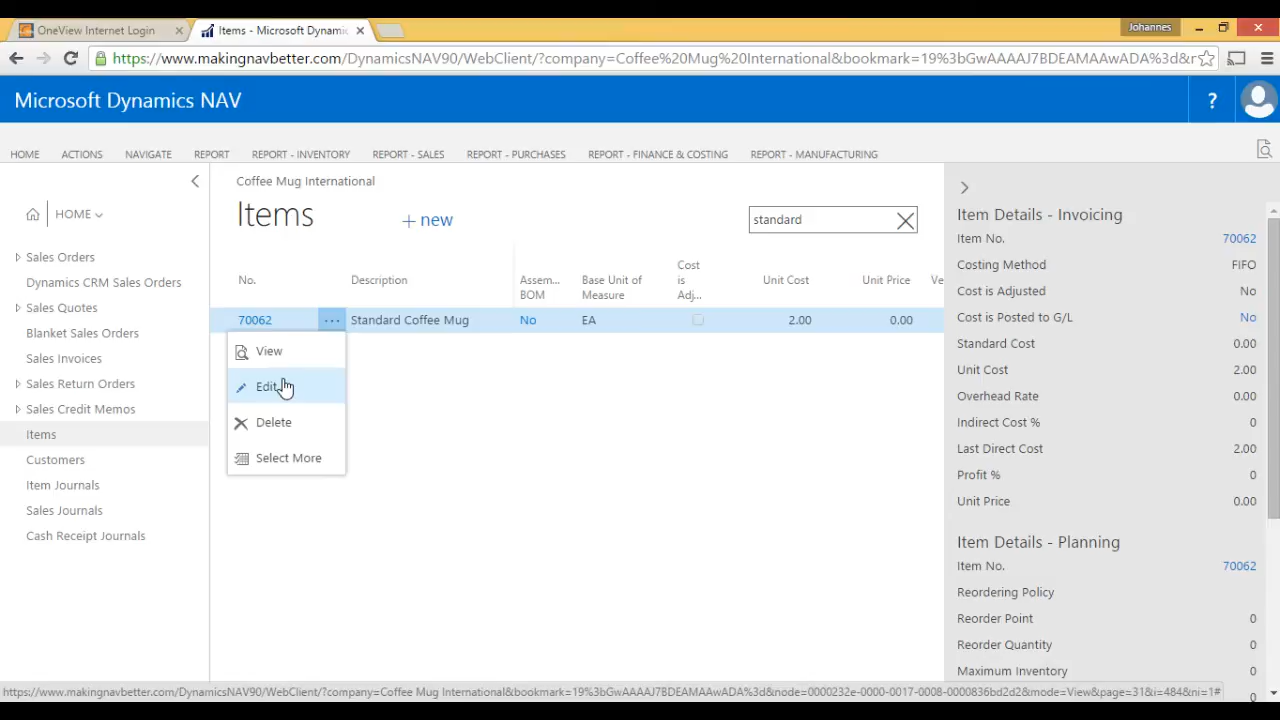 OneView Internet Login
Items - Microsoft Dynamic
Johannes
https://www.makingnavbetter.com/DynamicsNAV90/WebClient/?company=Coffee%20Mug%20International&bookmark=19%3bGwAAAAJ7BDEAMAAwADA%3d&r
Microsoft Dynamics NAV
?
HOME ACTIONS NAVIGATE REPORT REPORT - INVENTORY REPORT - SALES REPORT - PURCHASES REPORT - FINANCE & COSTING REPORT - MANUFACTURING
HOME
Sales Orders
Dynamics CRM Sales Orders
Sales Quotes
Blanket Sales Orders
Sales Invoices
Sales Return Orders
Sales Credit Memos
Items
Customers
Item Journals
Sales Journals
Cash Receipt Journals
Coffee Mug International
Items
+ new
standard
No.
Description
Assem...
BOM
Base Unit of
Measure
Cost
is
Adj...
Unit Cost
Unit Price
Ve
70062 ... Standard Coffee Mug No EA 2.00 0.00
View
Edit
Delete
Select More
Item Details - Invoicing
Item No. 70062
Costing Method FIFO
Cost is Adjusted No
Cost is Posted to G/L No
Standard Cost 0.00
Unit Cost 2.00
Overhead Rate 0.00
Indirect Cost % 0
Last Direct Cost 2.00
Profit % 0
Unit Price 0.00
Item Details - Planning
Item No. 70062
Reordering Policy
Reorder Point 0
Reorder Quantity 0
Maximum Inventory 0
0
https://www.makingnavbetter.com/DynamicsNAV90/WebClient/?company=Coffee Mug International&bookmark=19%3bGwAAAAJ7BDEAMAAwADA%3d&node=0000232e-0000-0017-0008-0000836bd2d2&mode=View&page=31&i=484&ni=1#